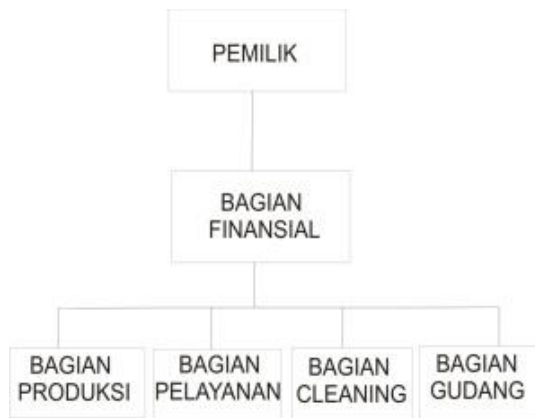 PEMILIK
BAGIAN
FINANSIAL
BAGIAN
PRODUKSI
BAGIAN
PELAYANAN
BAGIAN
CLEANING
BAGIAN
GUDANG